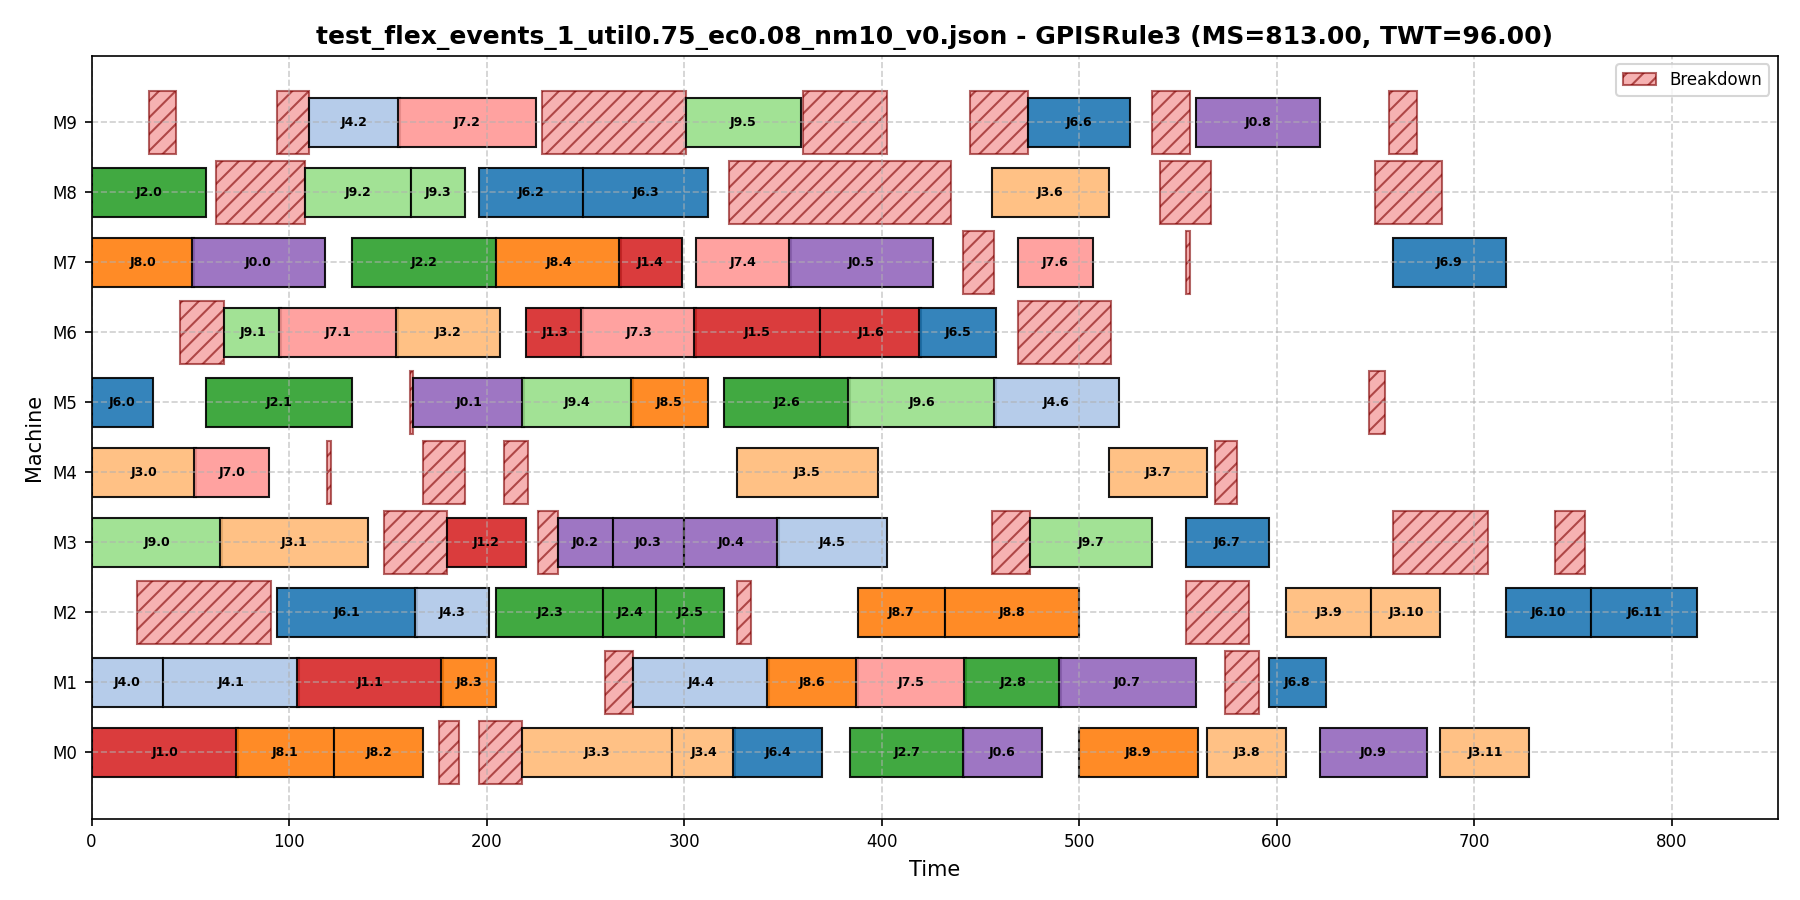 test_flex_events_1_util0.75_ec0.08_nm10_v0.json - GPISRule3 (MS=813.00, TWT=96.00)
Breakdown
M9 J4.2 J7.2 J9.5 J6.6 J0.8
M8 J2.0 J9.2 J9.3 J6.2 J6.3 J3.6
M7 J8.0 J0.0 J2.2 J8.4 J1.4 J7.4 J0.5 J7.6 J6.9
M6 J9.1 J7.1 J3.2 J1.3 J7.3 J1.5 J1.6 J6.5
M5 J6.0 J2.1 J0.1 J9.4 J8.5 J2.6 J9.6 J4.6
M4 J3.0 J7.0 J3.5 J3.7
M3 J9.0 J3.1 J1.2 J0.2 J0.3 J0.4 J4.5 J9.7 J6.7
M2 J6.1 J4.3 J2.3 J2.4 J2.5 J8.7 J8.8 J3.9 J3.10 J6.10 J6.11
M1 J4.0 J4.1 J1.1 J8.3 J4.4 J8.6 J7.5 J2.8 J0.7 J6.8
M0 J1.0 J8.1 J8.2 J3.3 J3.4 J6.4 J2.7 J0.6 J8.9 J3.8 J0.9 J3.11
0 100 200 300 400 500 600 700 800
Time
Machine